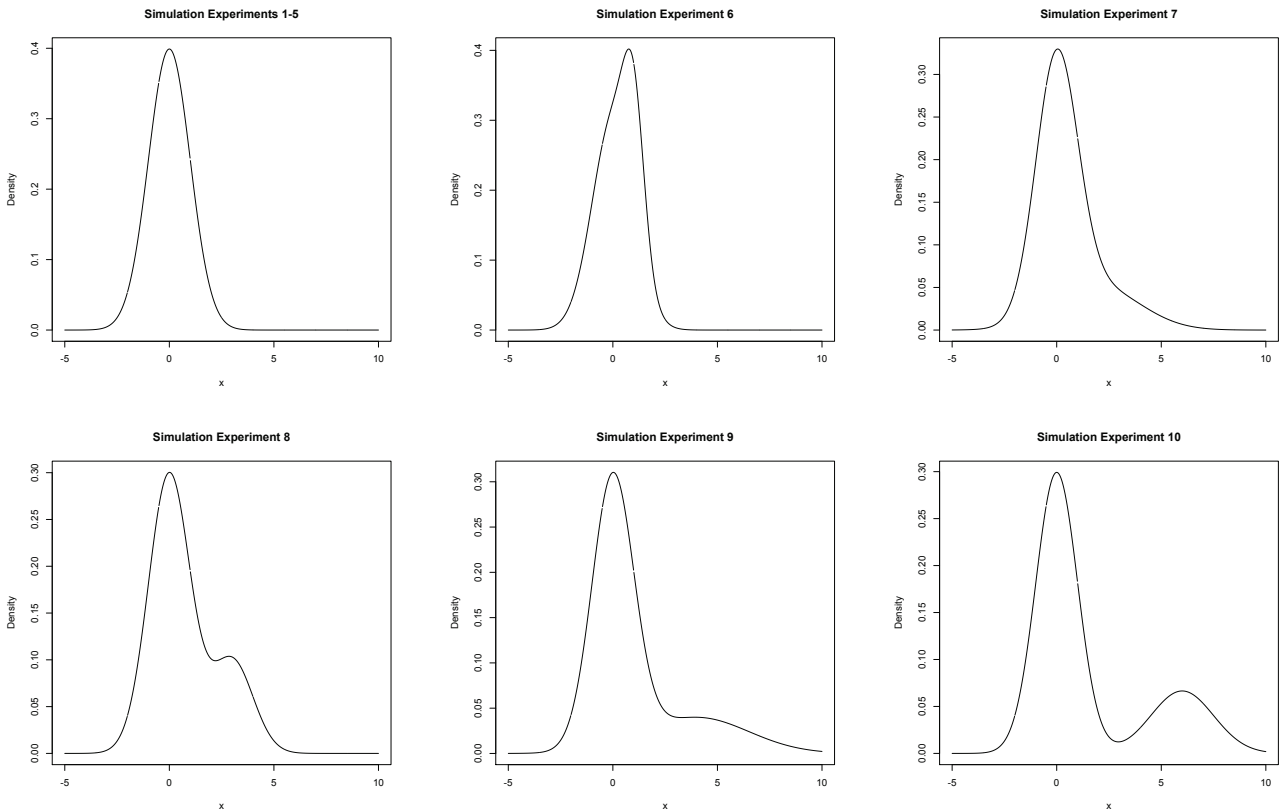 Simulation Experiments 1-5
Density
0.0
0.1
0.2
0.3
0.4
-5 0 5 10
x
Simulation Experiment 6
Density
0.0
0.1
0.2
0.3
0.4
-5 0 5 10
x
Simulation Experiment 7
Density
0.00
0.05
0.10
0.15
0.20
0.25
0.30
-5 0 5 10
x
Simulation Experiment 8
Density
0.00
0.05
0.10
0.15
0.20
0.25
0.30
-5 0 5 10
x
Simulation Experiment 9
Density
0.00
0.05
0.10
0.15
0.20
0.25
0.30
-5 0 5 10
x
Simulation Experiment 10
Density
0.00
0.05
0.10
0.15
0.20
0.25
0.30
-5 0 5 10
x